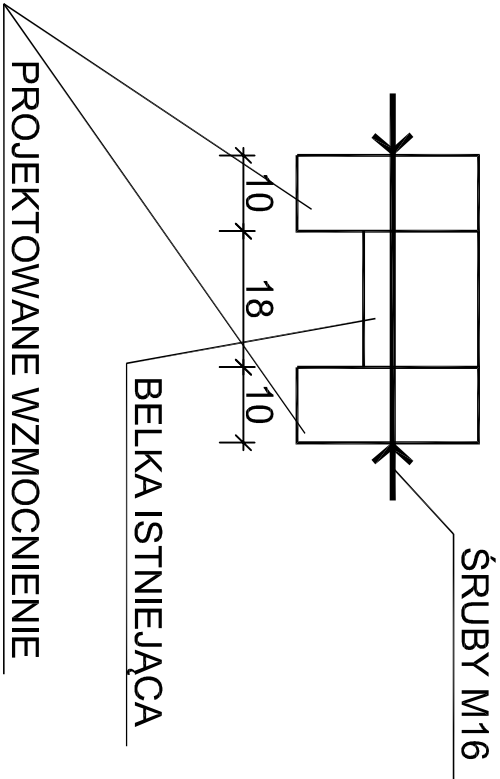 ŚRUBY M16
10
18
10
BELKA ISTNIEJĄCA
PROJEKTOWANE WZMOCNIENIE